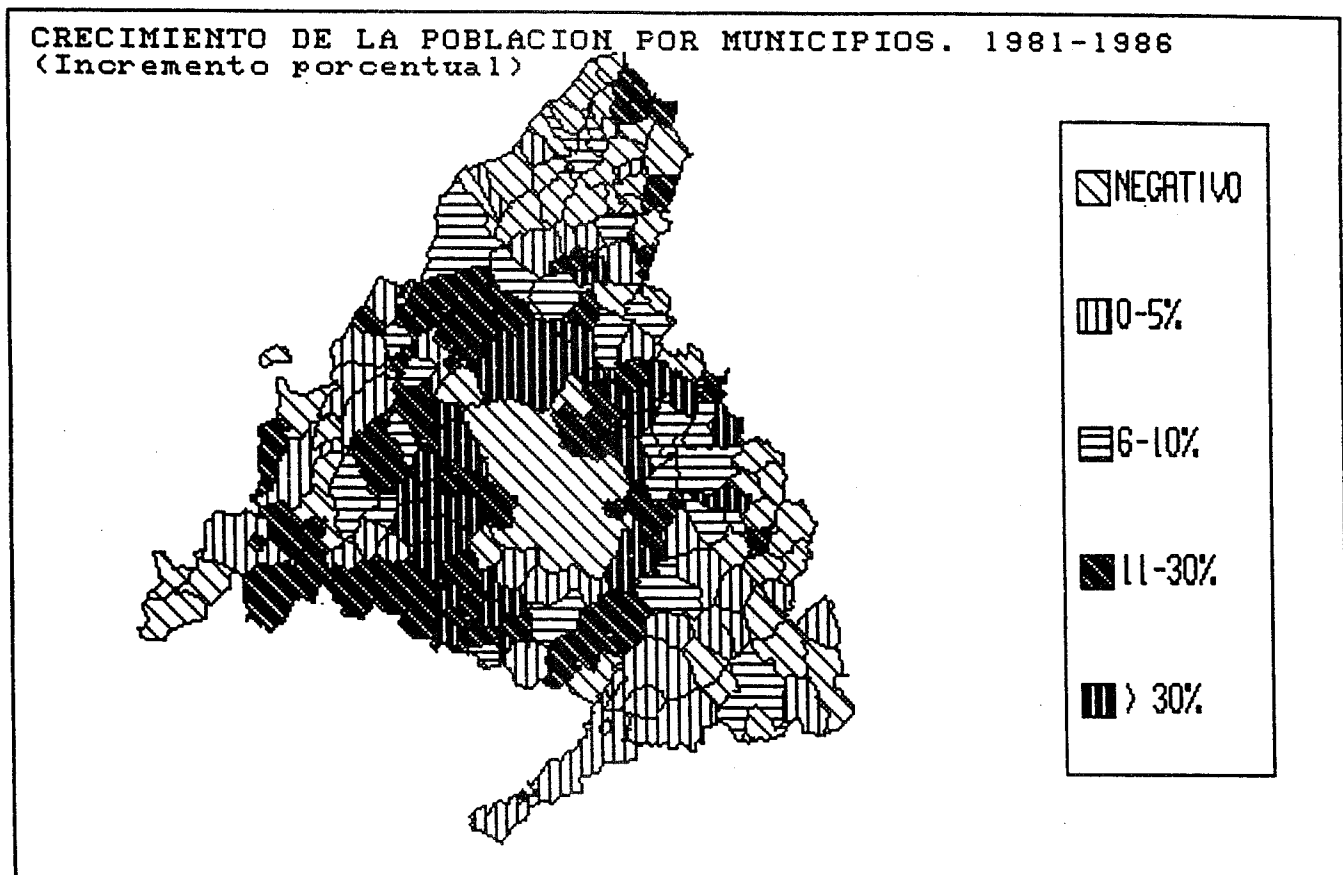 CRECIMIENTO DE LA POBLACION POR MUNICIPIOS. 1981-1986
(Incremento porcentual)
NEGATIVO
0-5%
6-10%
11-30%
> 30%